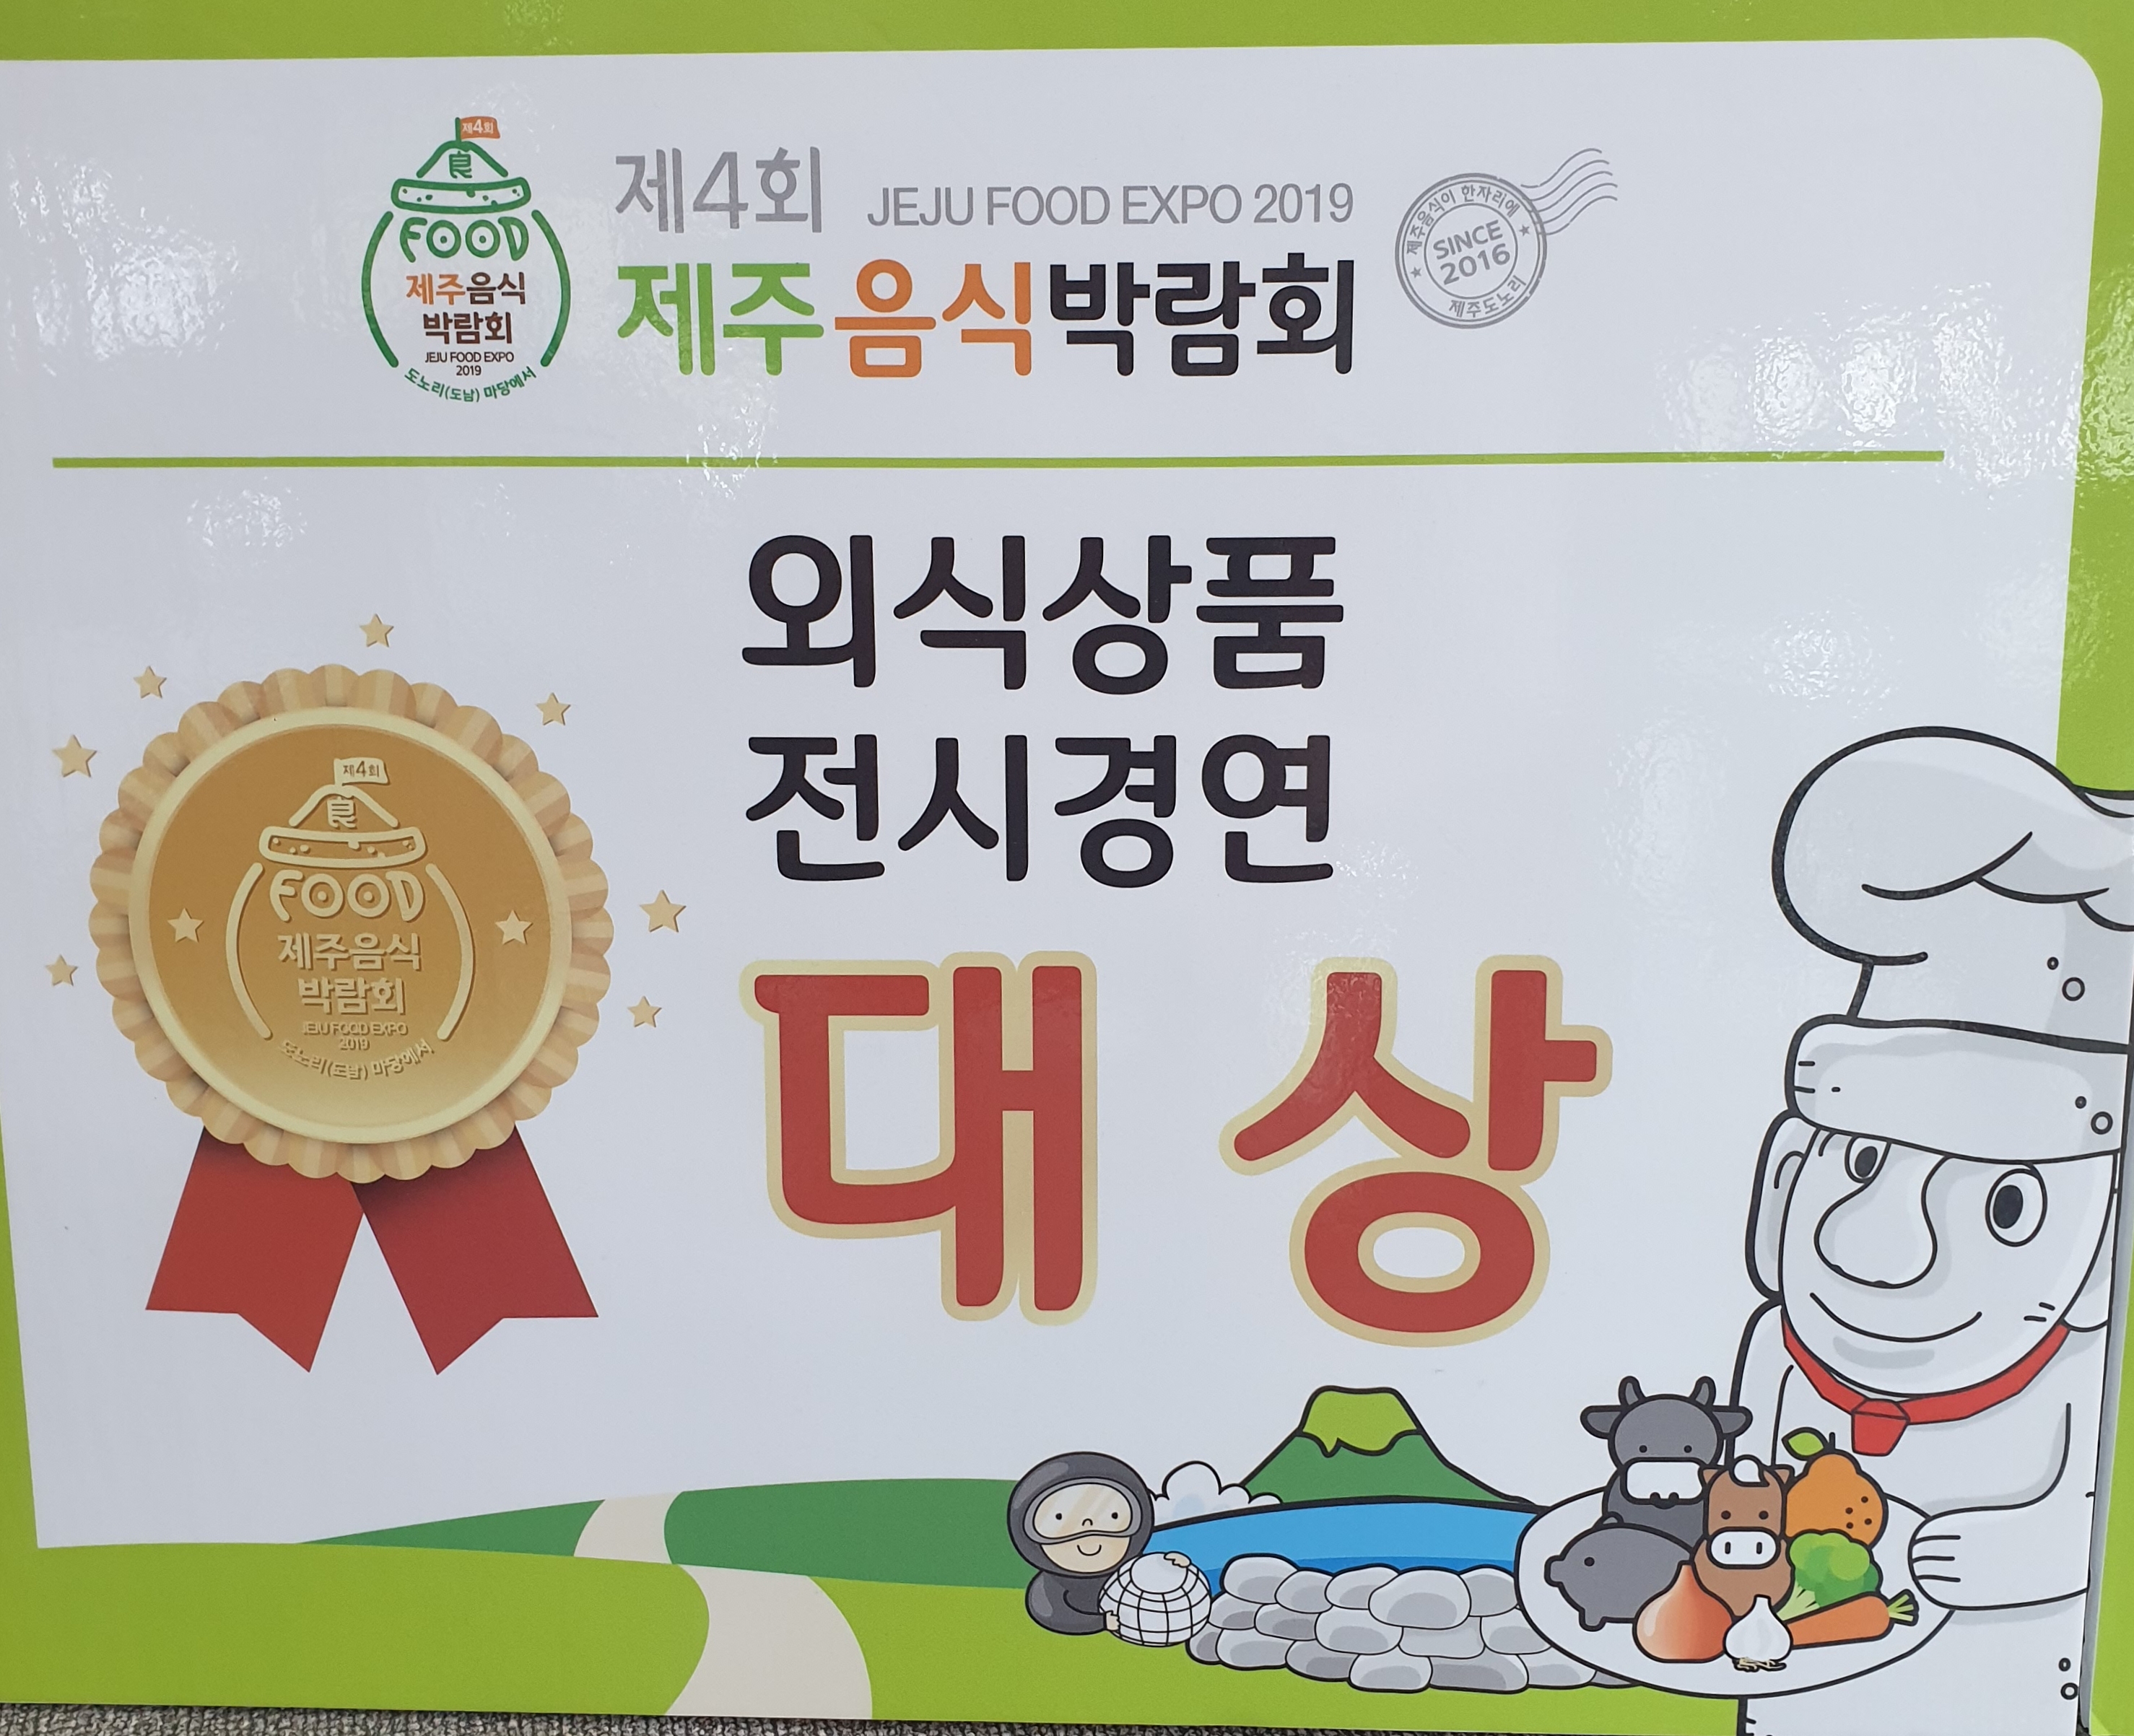 제4회
良
FOOD
제주음식
박람회
JEJU FOOD EXPO
2019
도노리(도남) 마당에서
제4회 JEJU FOOD EXPO 2019
제주음식박람회
제주음식이 한자리에
SINCE
2016
제주도노리
외식상품
전시경연
대 상
제4회
良
FOOD
제주음식
박람회
JEJU FOOD EXPO
2019
도노리(도남) 마당에서